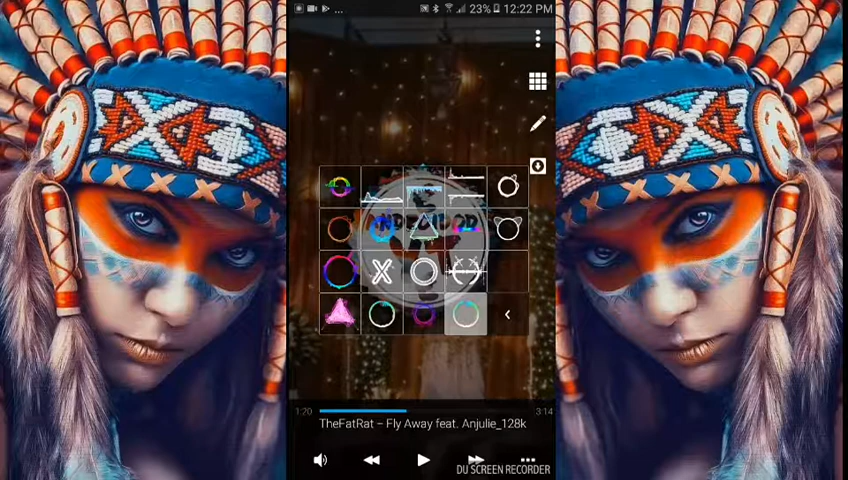 ... 23% 12:22 PM
1:20 3:14
TheFatRat – Fly Away feat. Anjulie_128k
DU SCREEN RECORDER